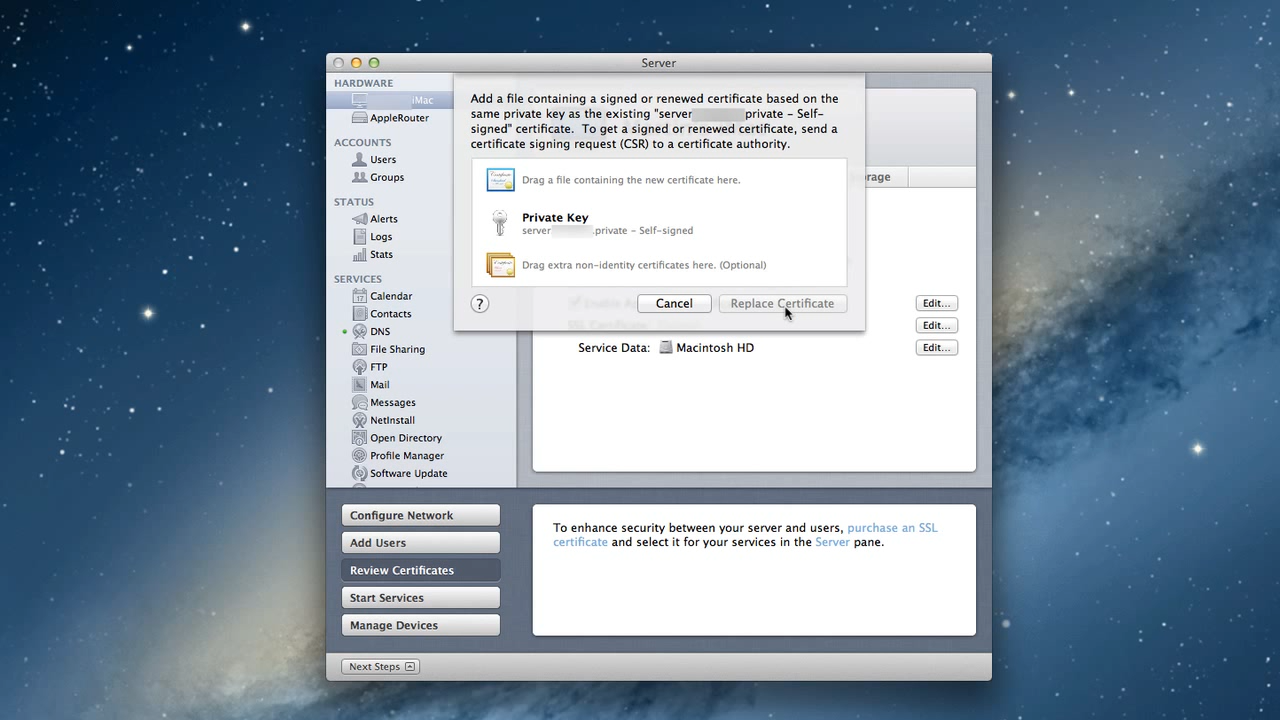 Server
HARDWARE
iMac
AppleRouter
ACCOUNTS
Users
Groups
STATUS
Alerts
Logs
Stats
SERVICES
Calendar
Contacts
DNS
File Sharing
FTP
Mail
Messages
NetInstall
Open Directory
Profile Manager
Software Update
Add a file containing a signed or renewed certificate based on the
same private key as the existing "server private – Self-
signed" certificate. To get a signed or renewed certificate, send a
certificate signing request (CSR) to a certificate authority.
Drag a file containing the new certificate here.
Private Key
server .private – Self-signed
Drag extra non-identity certificates here. (Optional)
?
Cancel
Replace Certificate
rage
Edit...
Edit...
Service Data: Macintosh HD
Edit...
Configure Network
Add Users
Review Certificates
Start Services
Manage Devices
To enhance security between your server and users, purchase an SSL
certificate and select it for your services in the Server pane.
Next Steps